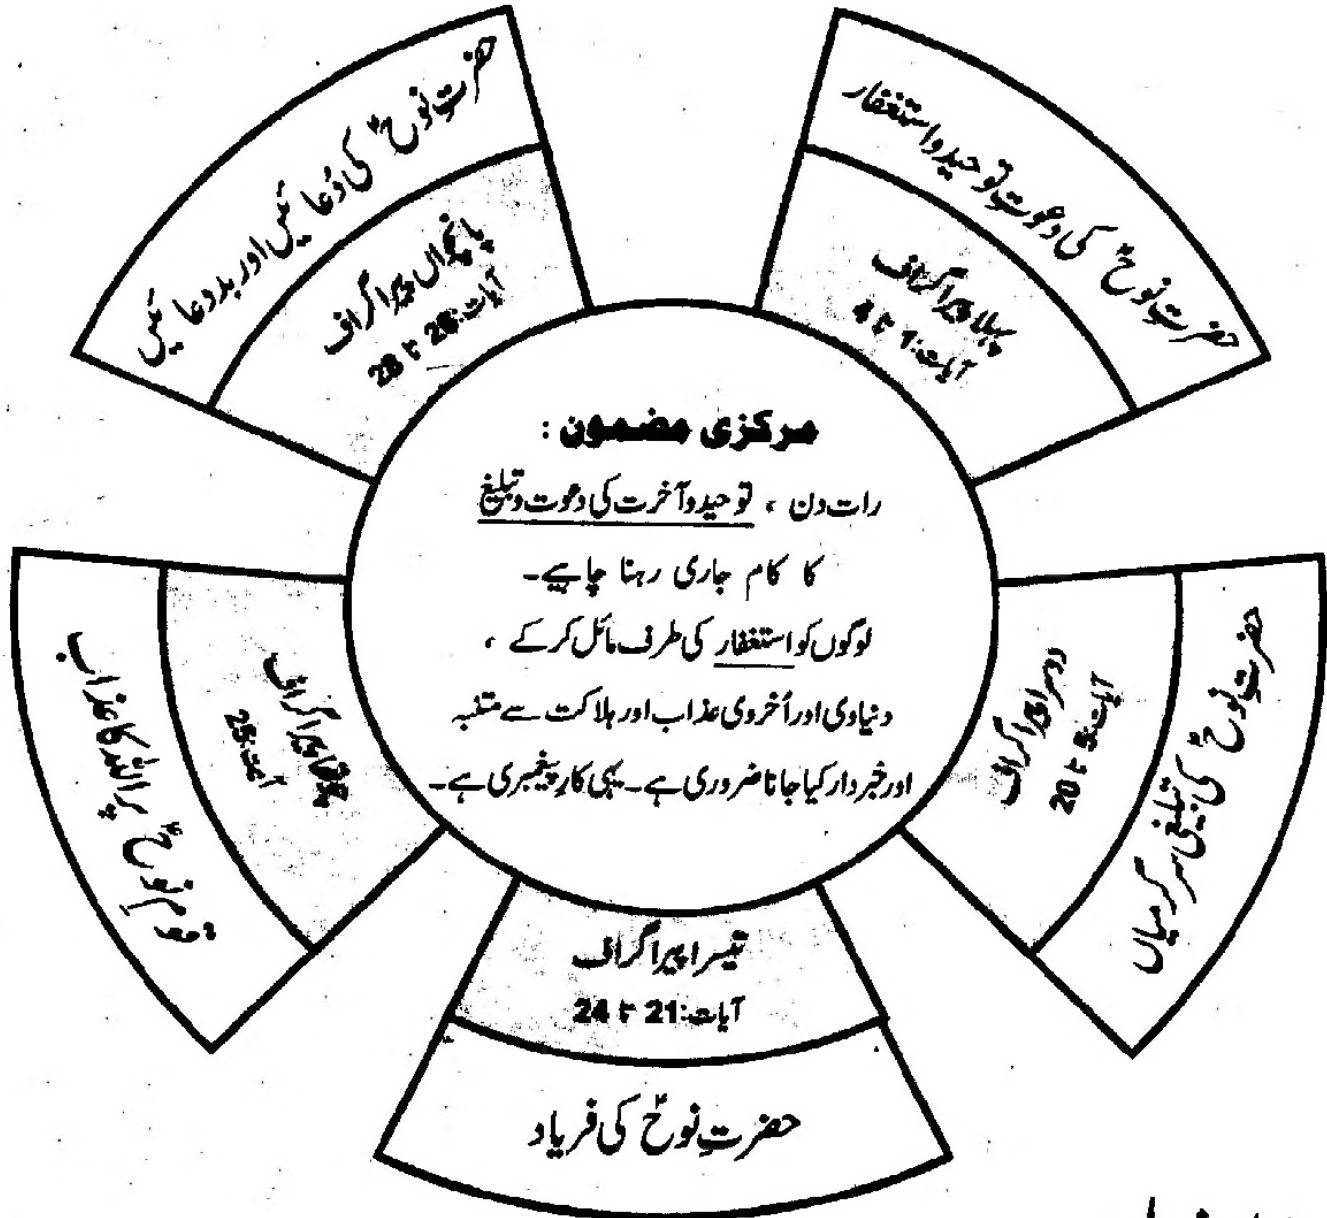 مرکزی مضمون :
رات دن ، توحید و آخرت کی دعوت و تبلیغ
کا کام جاری رہنا چاہیے۔
لوگوں کو استغفار کی طرف مائل کر کے ،
دنیاوی اور اُخروی عذاب اور ہلاکت سے متنبہ
اور خبردار کیا جانا ضروری ہے۔ یہی کارِ پیغمبری ہے۔
حضرتِ نوحؑ کی دعوتِ توحید و استغفار
پہلا پیراگراف
آیات:1 تا 4
حضرتِ نوحؑ کی تبلیغی سرگرمیاں
دوسرا پیراگراف
آیات:5 تا 20
تیسرا پیراگراف
آیات:21 تا 24
حضرتِ نوحؑ کی فریاد
چوتھا پیراگراف
آیت:25
قومِ نوحؑ پر اللہ کا عذاب
حضرتِ نوحؑ کی دُعائیں اور بددعائیں
پانچواں پیراگراف
آیات:26 تا 28